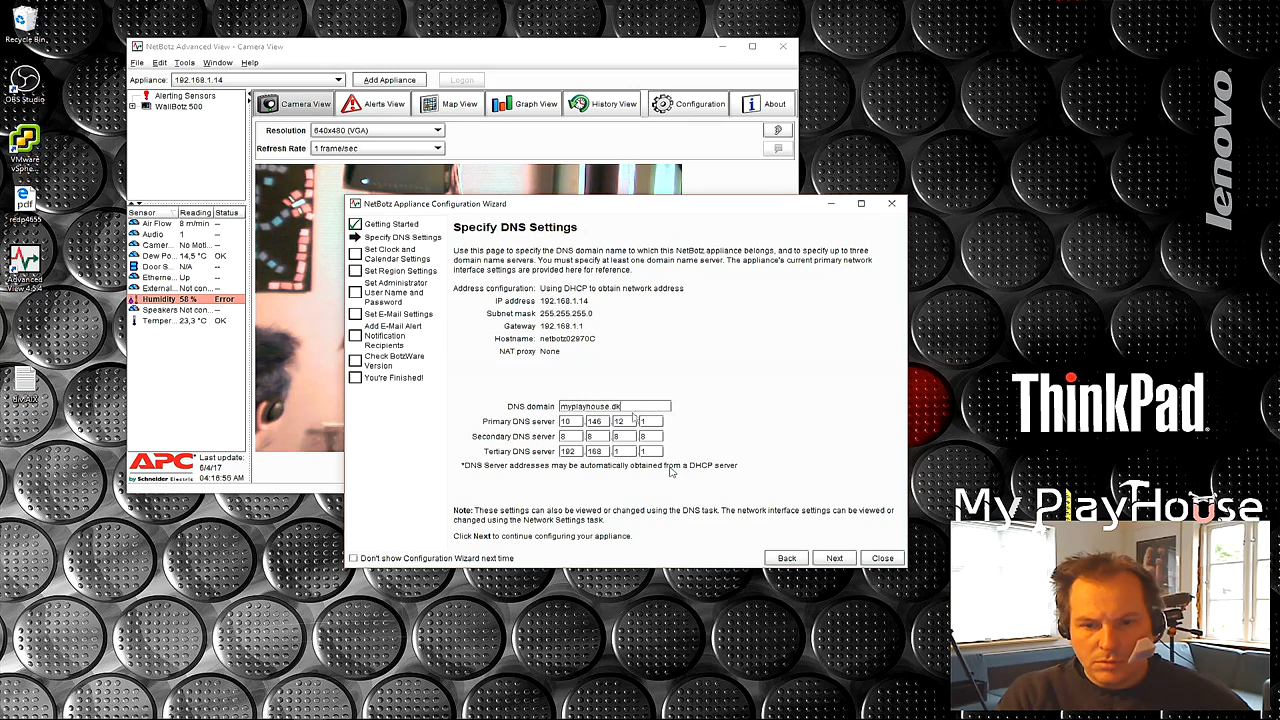 Recycle Bin
OBS Studio
VMware
vSphe...
pdf
redp4655
Advanced
View 4.5.4
NetBotz Advanced View - Camera View
File Edit Tools Window Help
Appliance: 192.168.1.14 Add Appliance Logon
Alerting Sensors
WallBotz 500
Camera View Alerts View Map View Graph View History View Configuration About
Resolution 640x480 (VGA)
Refresh Rate 1 frame/sec
Sensor Reading Status
Air Flow 8 m/min --
Audio 1 --
Camer... No Moti... --
Dew Po... 14,5 °C OK
Door S... N/A --
Etherne... Up --
External... Not con... --
Humidity 58 % Error
Speakers Not con... --
Temper... 23,3 °C OK
APC
by Schneider Electric
Last update:
6/4/17
04:16:56 AM
NetBotz Appliance Configuration Wizard
Getting Started
Specify DNS Settings
Set Clock and
Calendar Settings
Set Region Settings
Set Administrator
User Name and
Password
Set E-Mail Settings
Add E-Mail Alert
Notification
Recipients
Check BotzWare
Version
You're Finished!
Specify DNS Settings
Use this page to specify the DNS domain name to which this NetBotz appliance belongs, and to specify up to three
domain name servers. You must specify at least one domain name server. The appliance's current primary network
interface settings are provided here for reference.
Address configuration: Using DHCP to obtain network address
IP address 192.168.1.14
Subnet mask 255.255.255.0
Gateway 192.168.1.1
Hostname: netbotz02970C
NAT proxy None
DNS domain myplayhouse.dk
Primary DNS server 10 . 146 . 12 . 1
Secondary DNS server 8 . 8 . 8 . 8
Tertiary DNS server 192 . 168 . 1 . 1
*DNS Server addresses may be automatically obtained from a DHCP server
Note: These settings can also be viewed or changed using the DNS task. The network interface settings can be viewed or
changed using the Network Settings task.
Click Next to continue configuring your appliance.
Don't show Configuration Wizard next time
Back Next Close
lenovo
ThinkPad
My PlayHouse